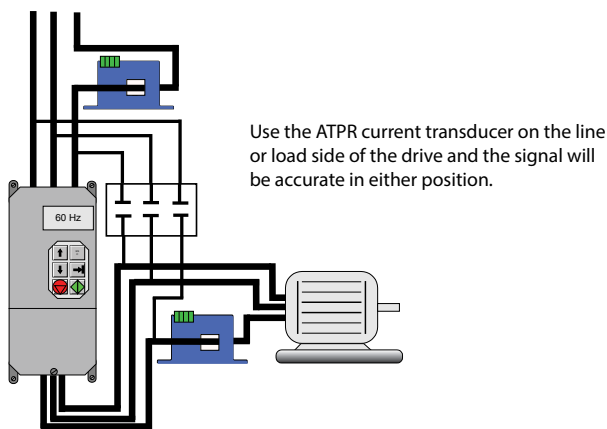 Use the ATPR current transducer on the line
or load side of the drive and the signal will
be accurate in either position.
60 Hz